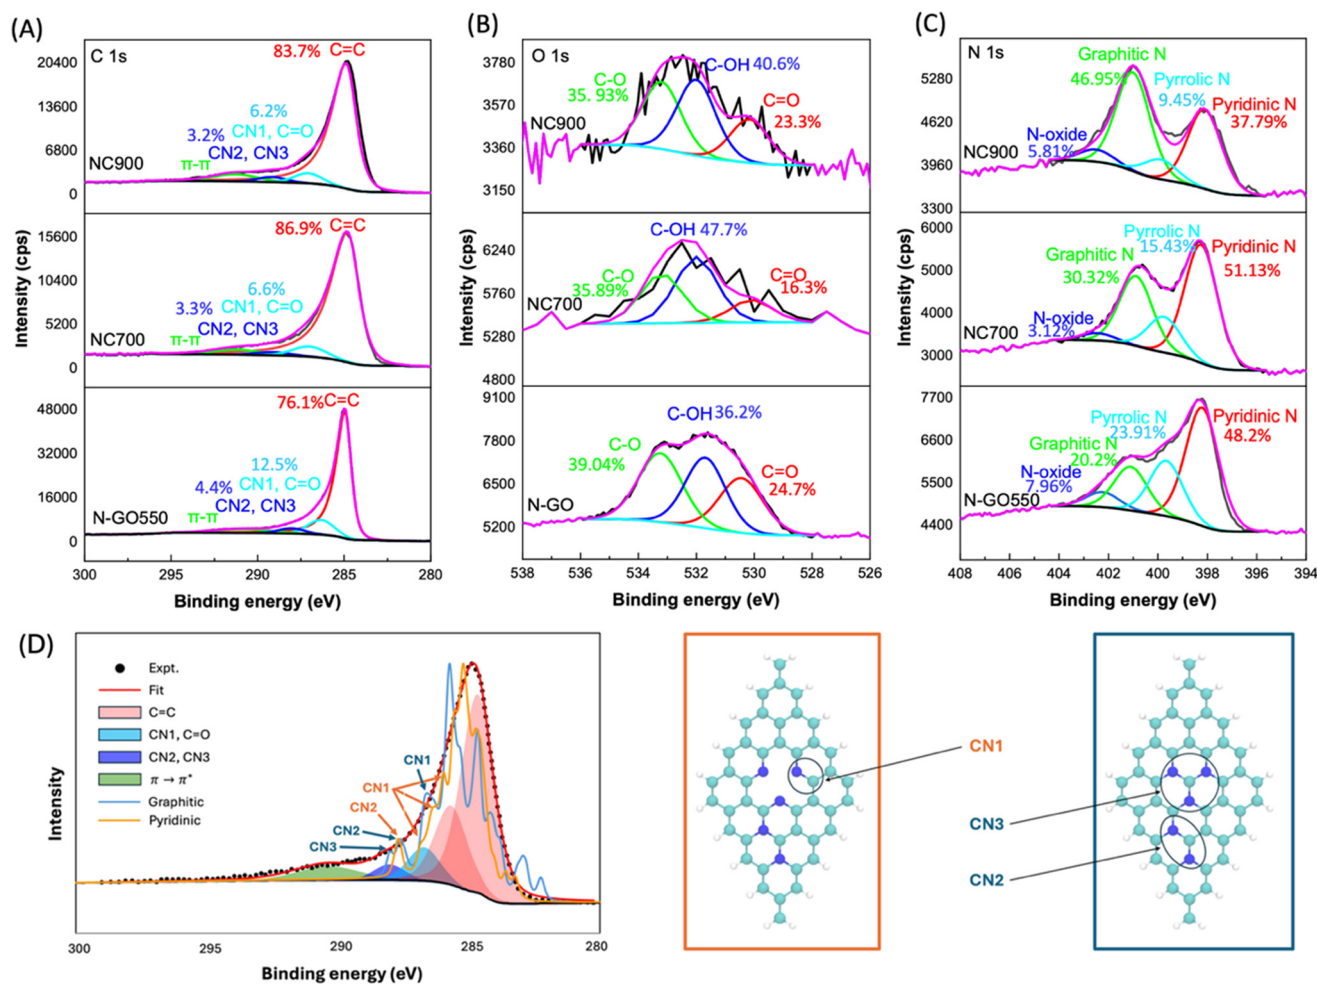 (A)
C 1s
83.7% C=C
6.2%
CN1, C=O
3.2%
CN2, CN3
π-π
NC900
20400
13600
6800
0
86.9% C=C
6.6%
CN1, C=O
3.3%
CN2, CN3
π-π
NC700
15600
10400
5200
0
76.1% C=C
12.5%
CN1, C=O
4.4%
CN2, CN3
π-π
N-GO550
48000
32000
16000
0
Intensity (cps)
300 295 290 285 280
Binding energy (eV)
(B)
O 1s
C-OH 40.6%
C-O
35. 93%
C=O
23.3%
NC900
3780
3570
3360
3150
C-OH 47.7%
C-O
35.89%
C=O
16.3%
NC700
6240
5760
5280
4800
C-OH 36.2%
C-O
39.04%
C=O
24.7%
N-GO
9100
7800
6500
5200
Intensity (cps)
538 536 534 532 530 528 526
Binding energy (eV)
(C)
N 1s
Graphitic N
46.95%
Pyrrolic N
9.45%
Pyridinic N
37.79%
N-oxide
5.81%
NC900
5280
4620
3960
3300
Pyrrolic N
15.43%
Graphitic N
30.32%
Pyridinic N
51.13%
N-oxide
3.12%
NC700
6000
5000
4000
3000
Pyrrolic N
23.91%
Graphitic N
20.2%
Pyridinic N
48.2%
N-oxide
7.96%
N-GO550
7700
6600
5500
4400
Intensity (cps)
408 406 404 402 400 398 396 394
Binding energy (eV)
(D)
Expt.
Fit
C=C
CN1, C=O
CN2, CN3
π → π*
Graphitic
Pyridinic
CN1
CN1
CN2
CN2
CN3
Intensity
300 295 290 285 280
Binding energy (eV)
CN1
CN3
CN2